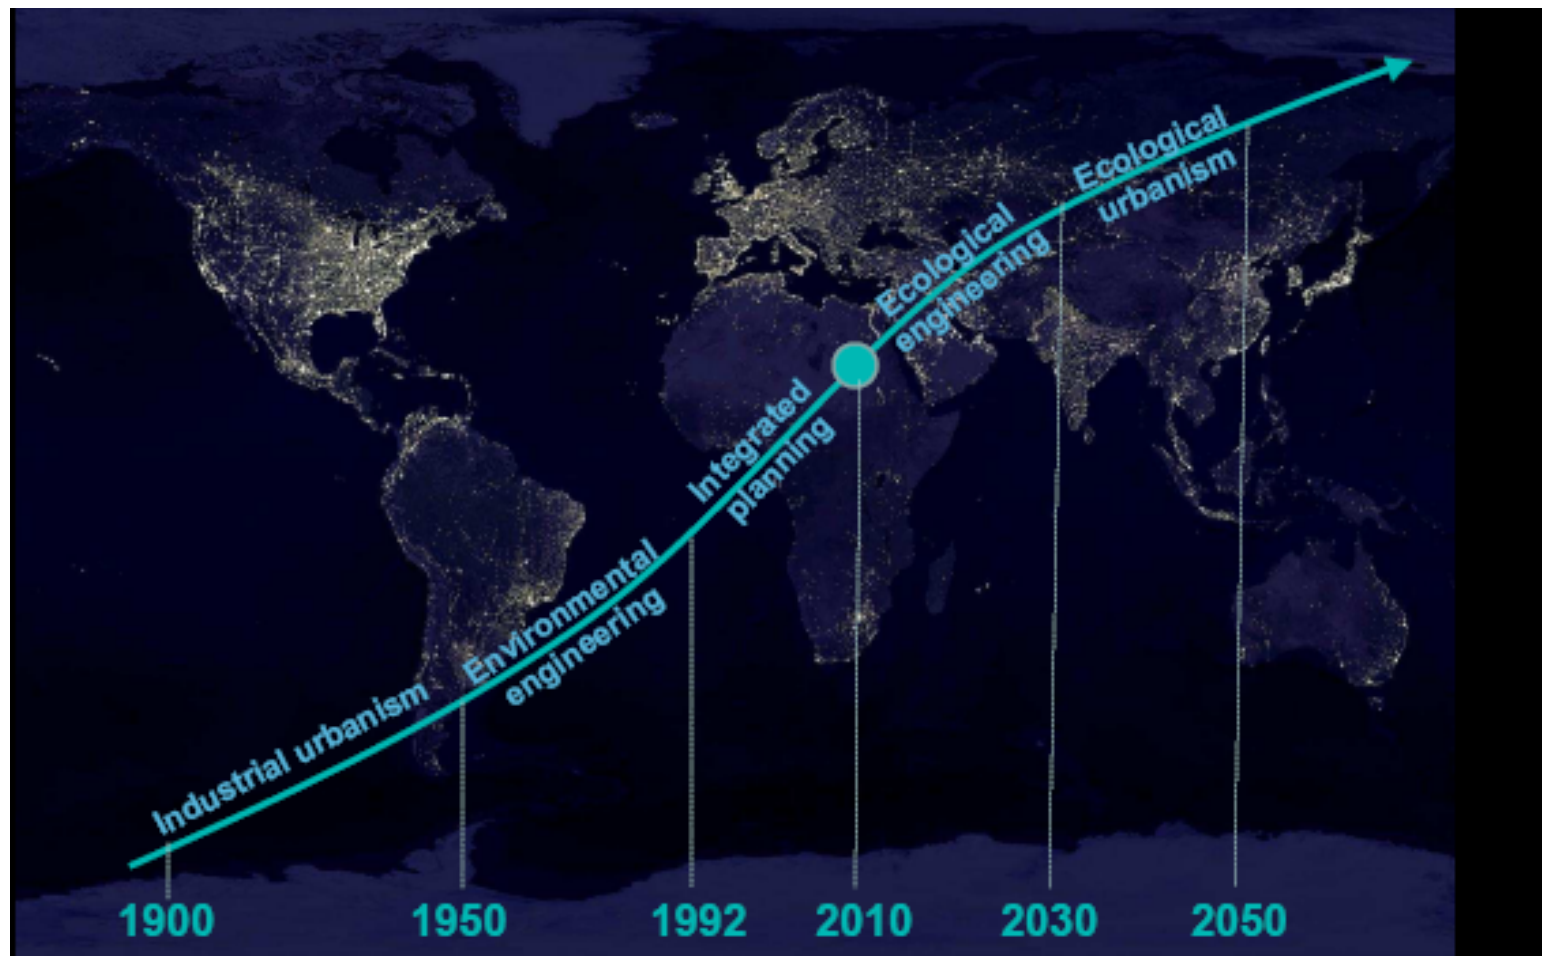 Industrial urbanism
Environmental
engineering
Integrated
planning
Ecological
engineering
Ecological
urbanism
1900
1950
1992
2010
2030
2050